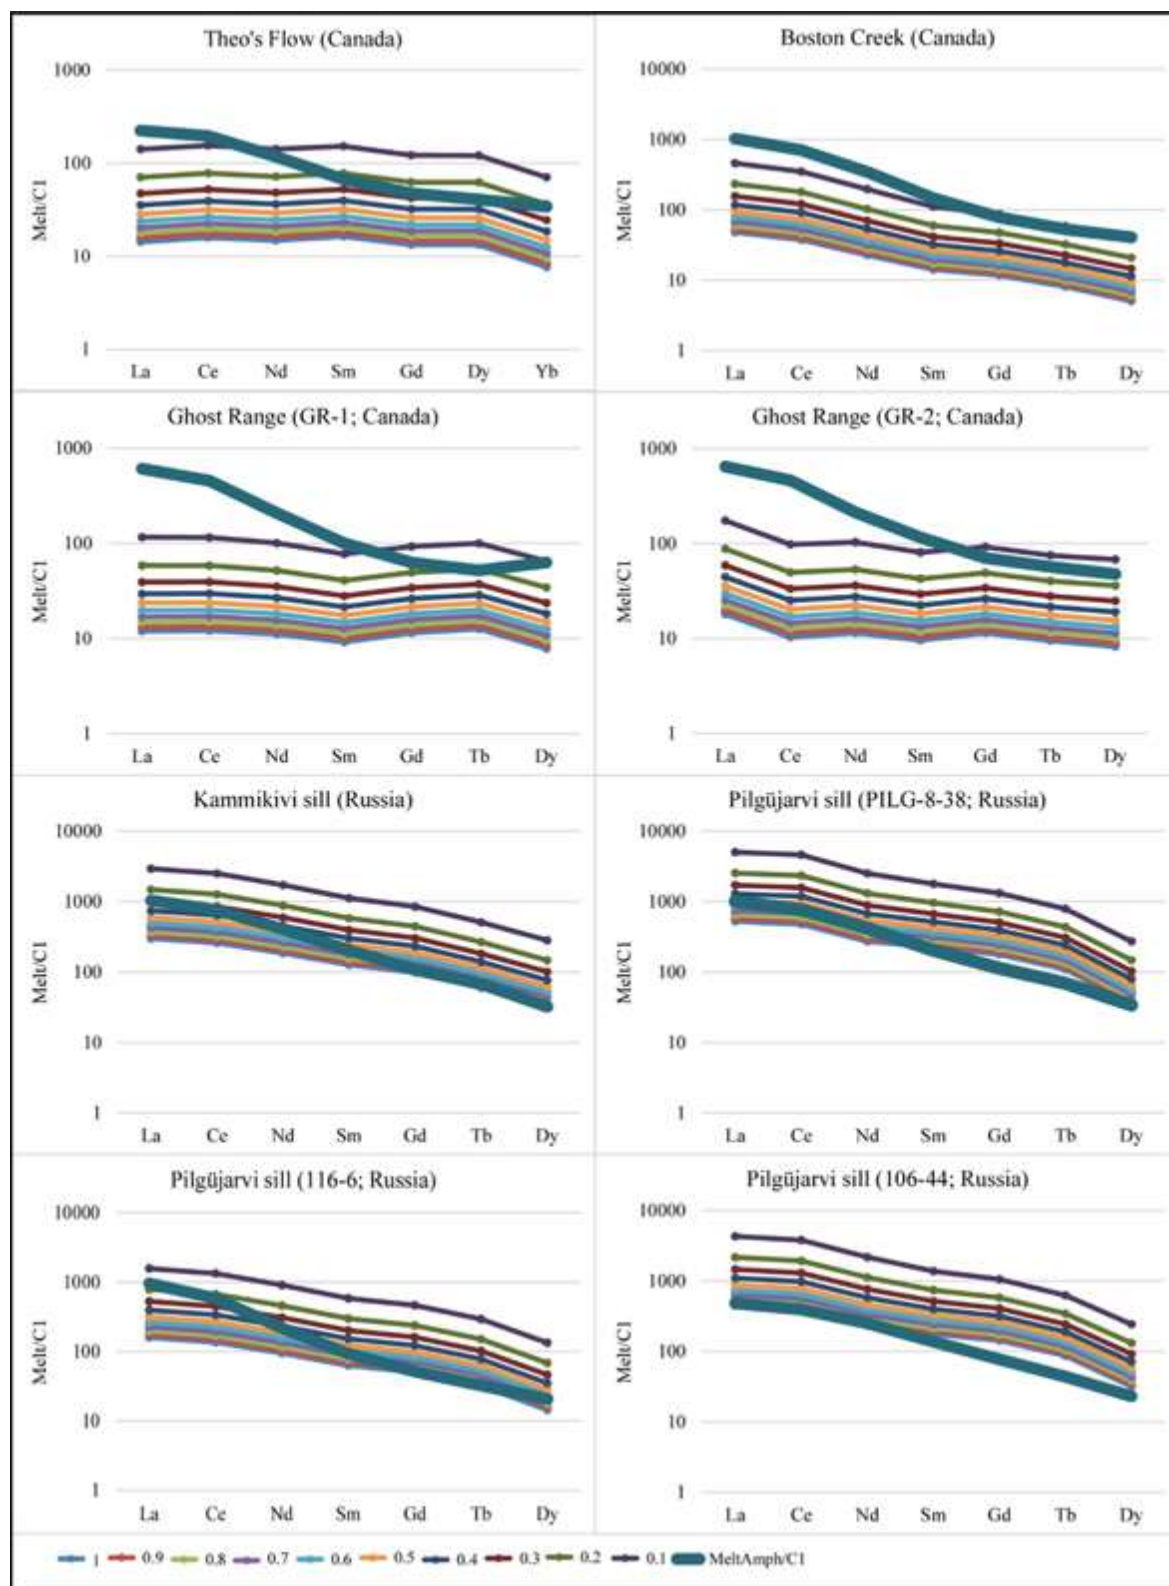 Theo's Flow (Canada)
1000
100
10
1
Melt/C1
La Ce Nd Sm Gd Dy Yb
Boston Creek (Canada)
10000
1000
100
10
1
Melt/C1
La Ce Nd Sm Gd Tb Dy
Ghost Range (GR-1; Canada)
1000
100
10
1
Melt/C1
La Ce Nd Sm Gd Tb Dy
Ghost Range (GR-2; Canada)
1000
100
10
1
Melt/C1
La Ce Nd Sm Gd Tb Dy
Kammikivi sill (Russia)
10000
1000
100
10
1
Melt/C1
La Ce Nd Sm Gd Tb Dy
Pilgüjarvi sill (PILG-8-38; Russia)
10000
1000
100
10
1
Melt/C1
La Ce Nd Sm Gd Tb Dy
Pilgüjarvi sill (116-6; Russia)
10000
1000
100
10
1
Melt/C1
La Ce Nd Sm Gd Tb Dy
Pilgüjarvi sill (106-44; Russia)
10000
1000
100
10
1
Melt/C1
La Ce Nd Sm Gd Tb Dy
1 0.9 0.8 0.7 0.6 0.5 0.4 0.3 0.2 0.1 MeltAmph/C1